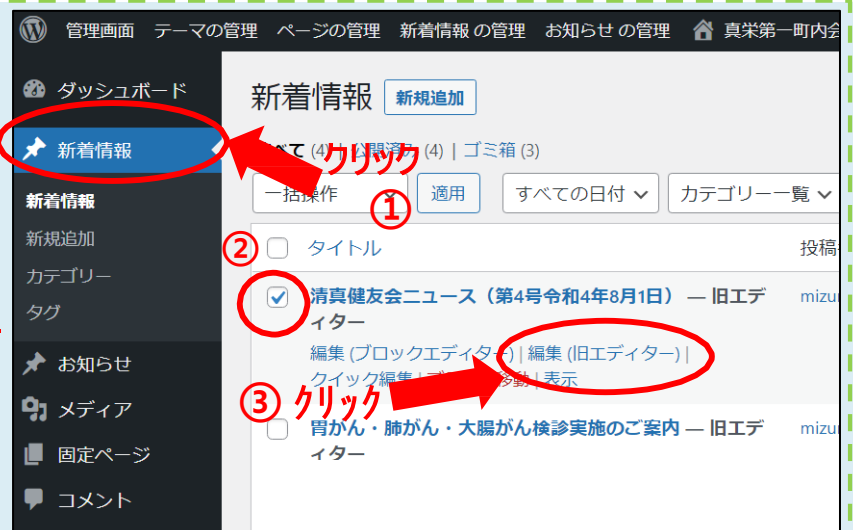 管理画面 テーマの管理 ページの管理 新着情報 の管理 お知らせ の管理 真栄第一町内会
ダッシュボード
新着情報
新着情報
新規追加
カテゴリー
タグ
お知らせ
メディア
固定ページ
コメント
新着情報 新規追加
(4) | (4) | ゴミ箱 (3)
クリック
一括操作 適用 すべての日付 カテゴリー一覧
①
② タイトル 投稿
清真健友会ニュース(第4号令和4年8月1日) — 旧エデ
ィター
編集 (ブロックエディター) | 編集 (旧エディター) |
クイック編集 | 移動 | 表示
③ クリック
胃がん・肺がん・大腸がん検診実施のご案内 — 旧エデ
ィター